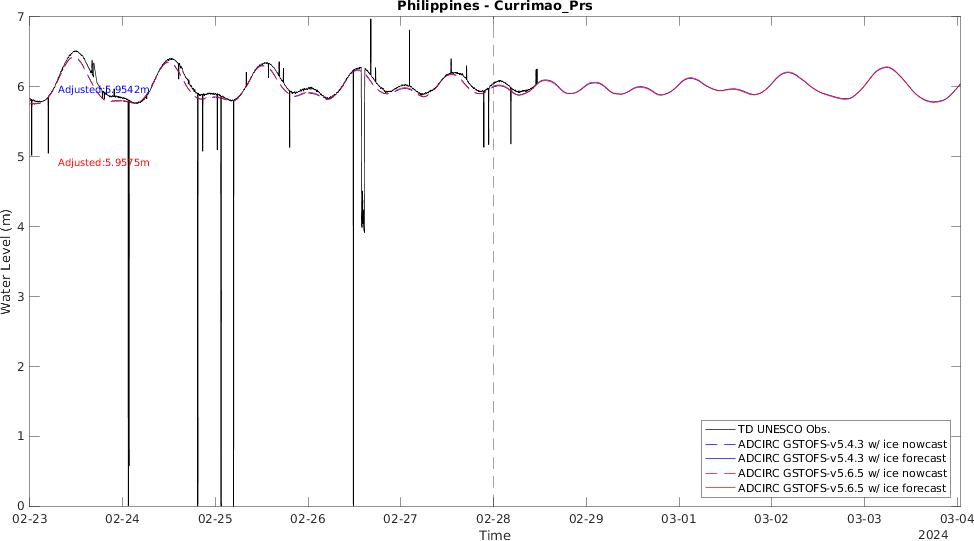 Philippines - Currimao_Prs
7
6
5
4
3
2
1
0
Water Level (m)
Adjusted:5.9542m
Adjusted:5.9575m
TD UNESCO Obs.
ADCIRC GSTOFS-v5.4.3 w/ ice nowcast
ADCIRC GSTOFS-v5.4.3 w/ ice forecast
ADCIRC GSTOFS-v5.6.5 w/ ice nowcast
ADCIRC GSTOFS-v5.6.5 w/ ice forecast
02-23 02-24 02-25 02-26 02-27 02-28 02-29 03-01 03-02 03-03 03-04
Time
2024